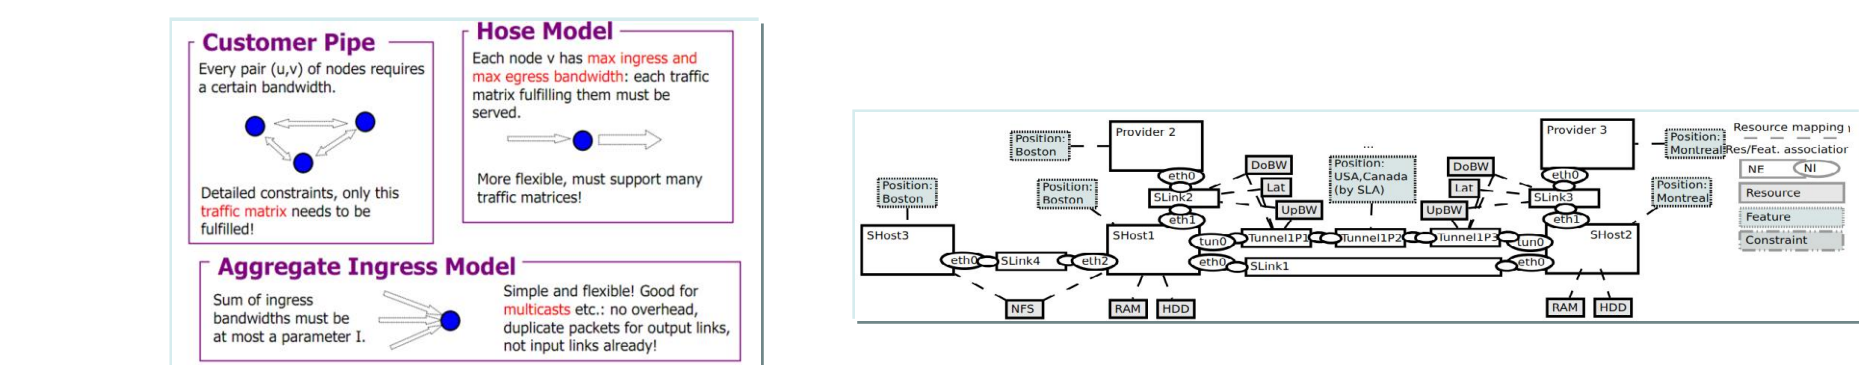 Customer Pipe
Every pair (u,v) of nodes requires
a certain bandwidth.
Detailed constraints, only this
traffic matrix needs to be
fulfilled!
Hose Model
Each node v has max ingress and
max egress bandwidth: each traffic
matrix fulfilling them must be
served.
More flexible, must support many
traffic matrices!
Aggregate Ingress Model
Sum of ingress
bandwidths must be
at most a parameter I.
Simple and flexible! Good for
multicasts etc.: no overhead,
duplicate packets for output links,
not input links already!
Position:
Boston
Provider 2
eth0
SLink2
eth1
Position:
Boston
Position:
Boston
SHost3
eth0
SLink4
eth2
SHost1
NFS
RAM
HDD
tun0
eth0
DoBW
Lat
UpBW
Tunnel1P1
...
Position:
USA,Canada
(by SLA)
Tunnel1P2
DoBW
Lat
UpBW
Tunnel1P3
SLink1
Provider 3
eth0
SLink3
eth1
Position:
Montreal
Position:
Montreal
SHost2
tun0
eth0
RAM
HDD
Resource mapping
Res/Feat. association
NE
NI
Resource
Feature
Constraint